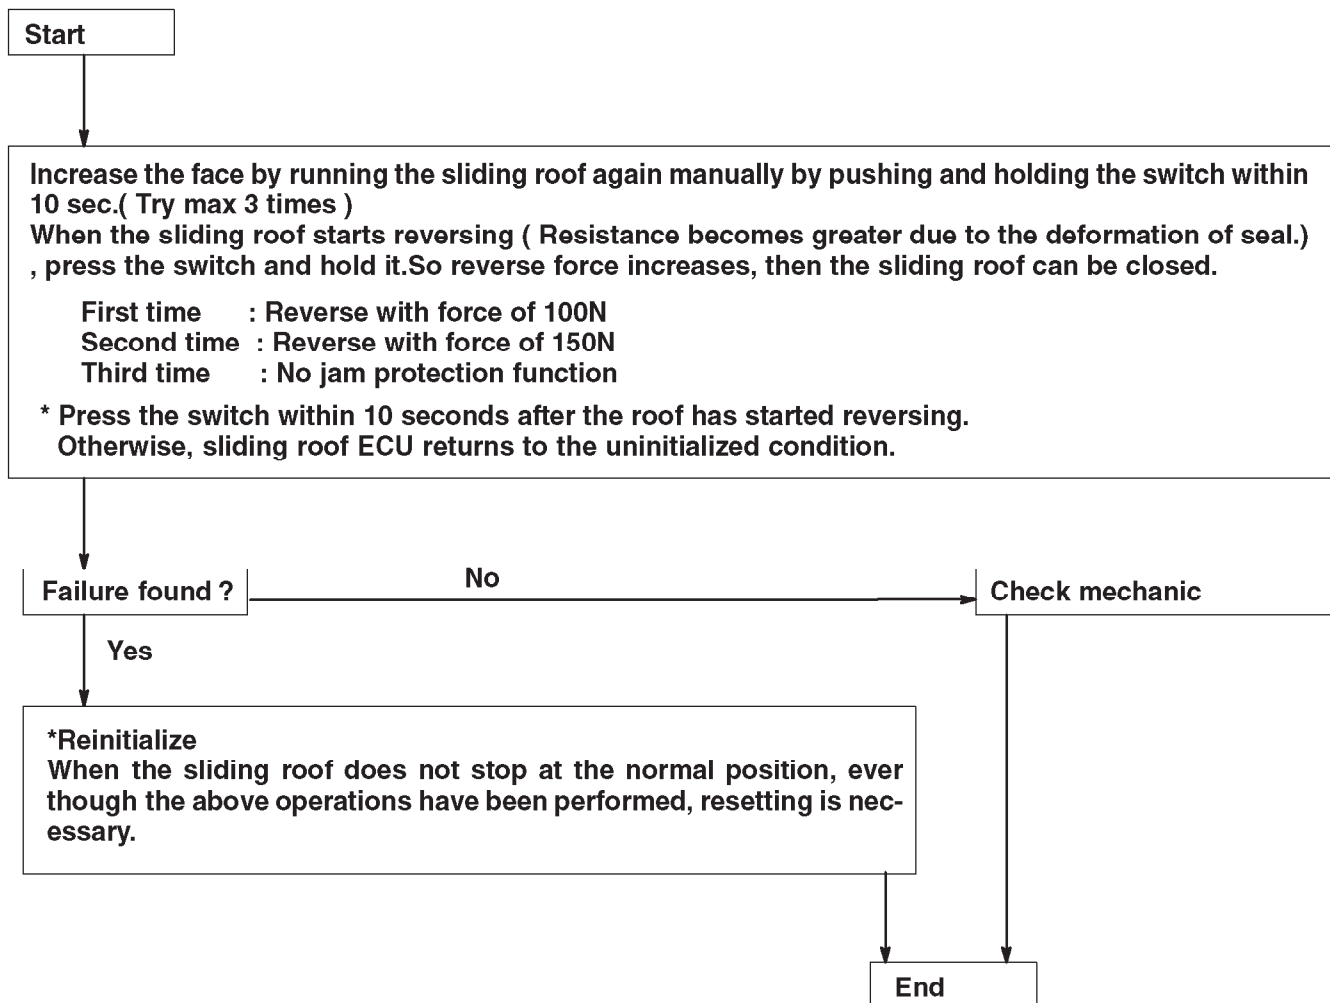 Start
Increase the face by running the sliding roof again manually by pushing and holding the switch within
10 sec.( Try max 3 times )
When the sliding roof starts reversing ( Resistance becomes greater due to the deformation of seal.)
, press the switch and hold it.So reverse force increases, then the sliding roof can be closed.
First time : Reverse with force of 100N
Second time : Reverse with force of 150N
Third time : No jam protection function
* Press the switch within 10 seconds after the roof has started reversing.
Otherwise, sliding roof ECU returns to the uninitialized condition.
Failure found ?
No
Check mechanic
Yes
*Reinitialize
When the sliding roof does not stop at the normal position, ever
though the above operations have been performed, resetting is nec-
essary.
End